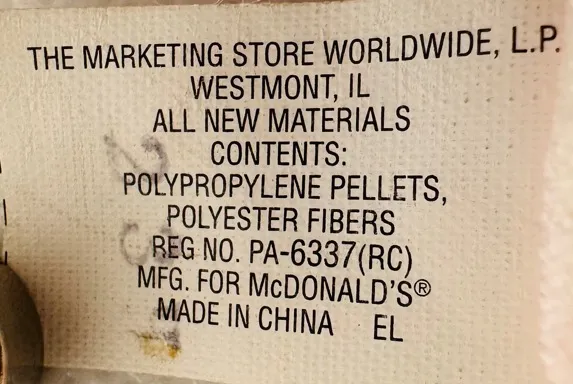 THE MARKETING STORE WORLDWIDE, L.P.
WESTMONT, IL
ALL NEW MATERIALS
CONTENTS:
POLYPROPYLENE PELLETS,
POLYESTER FIBERS
REG NO. PA-6337(RC)
MFG. FOR McDONALD'S®
MADE IN CHINA EL